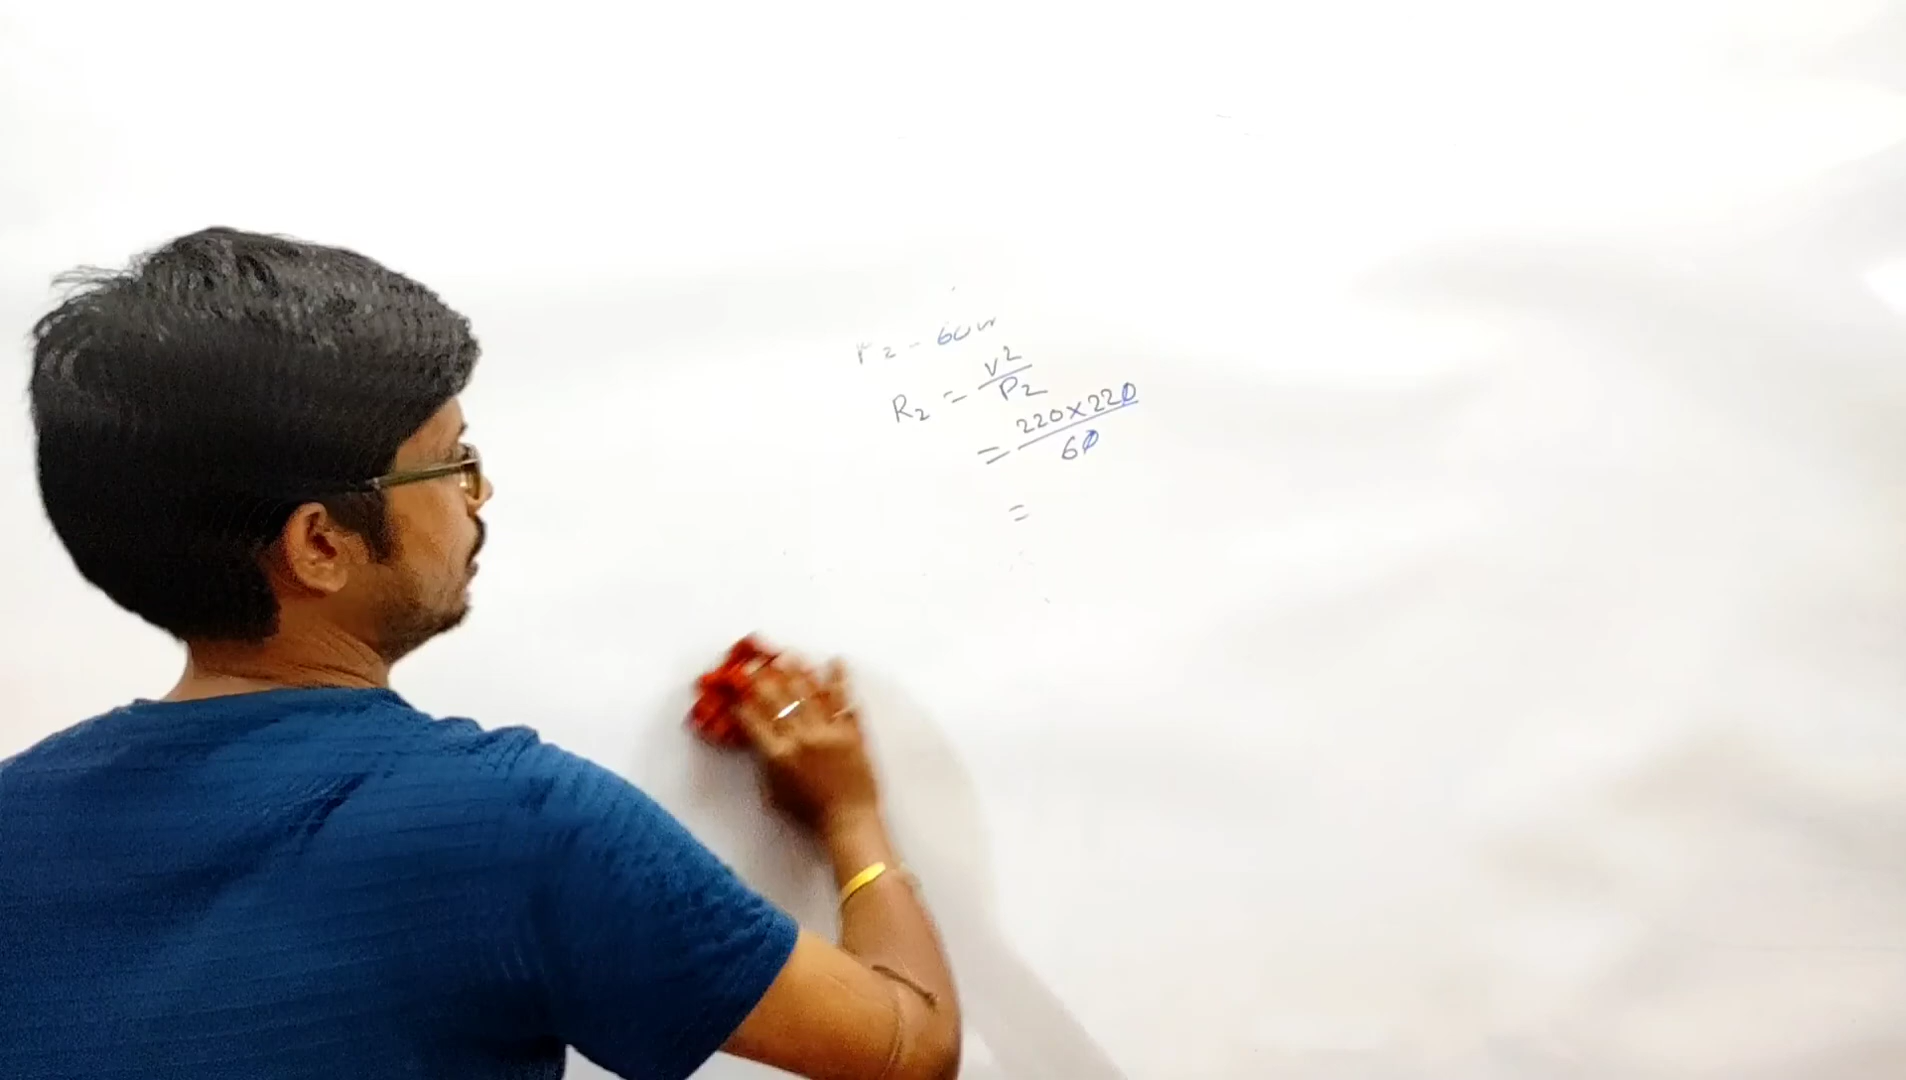 P2 - 60W
R2 = V²/P2
= 220×220/60
=